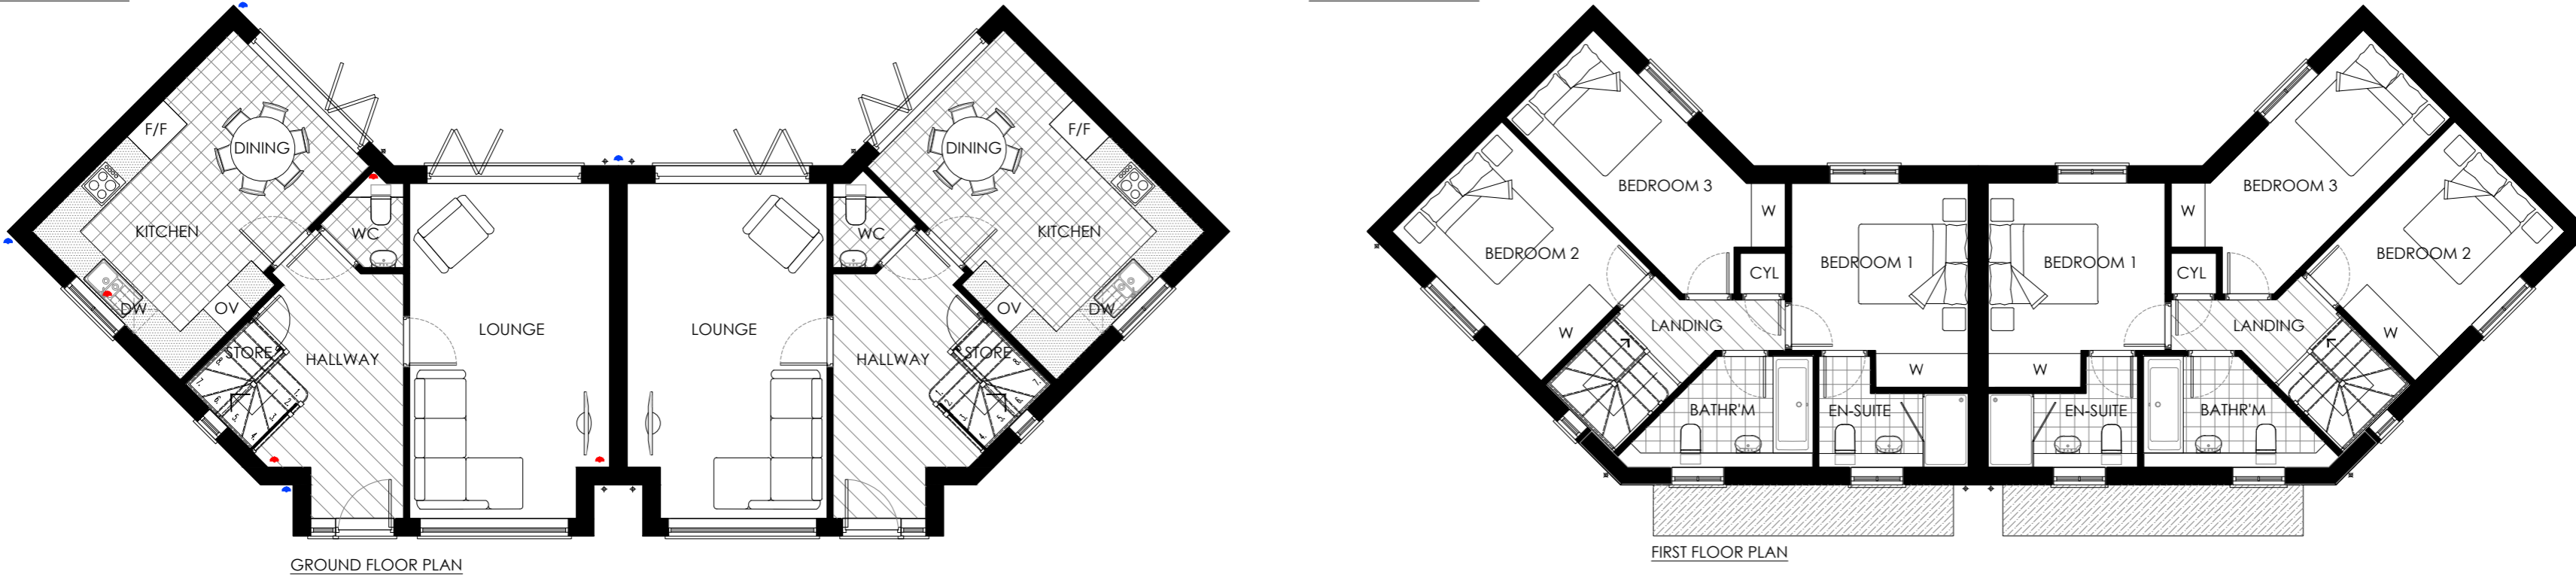 F/F
DINING
KITCHEN
WC
DW
OV
STORE
HALLWAY
LOUNGE
LOUNGE
WC
HALLWAY
STORE
F/F
DINING
KITCHEN
OV
DW
GROUND FLOOR PLAN
BEDROOM 3
BEDROOM 2
W
W
CYL
LANDING
BEDROOM 1
W
BATHR'M
EN-SUITE
BEDROOM 1
W
EN-SUITE
BATHR'M
W
CYL
LANDING
BEDROOM 3
BEDROOM 2
W
FIRST FLOOR PLAN